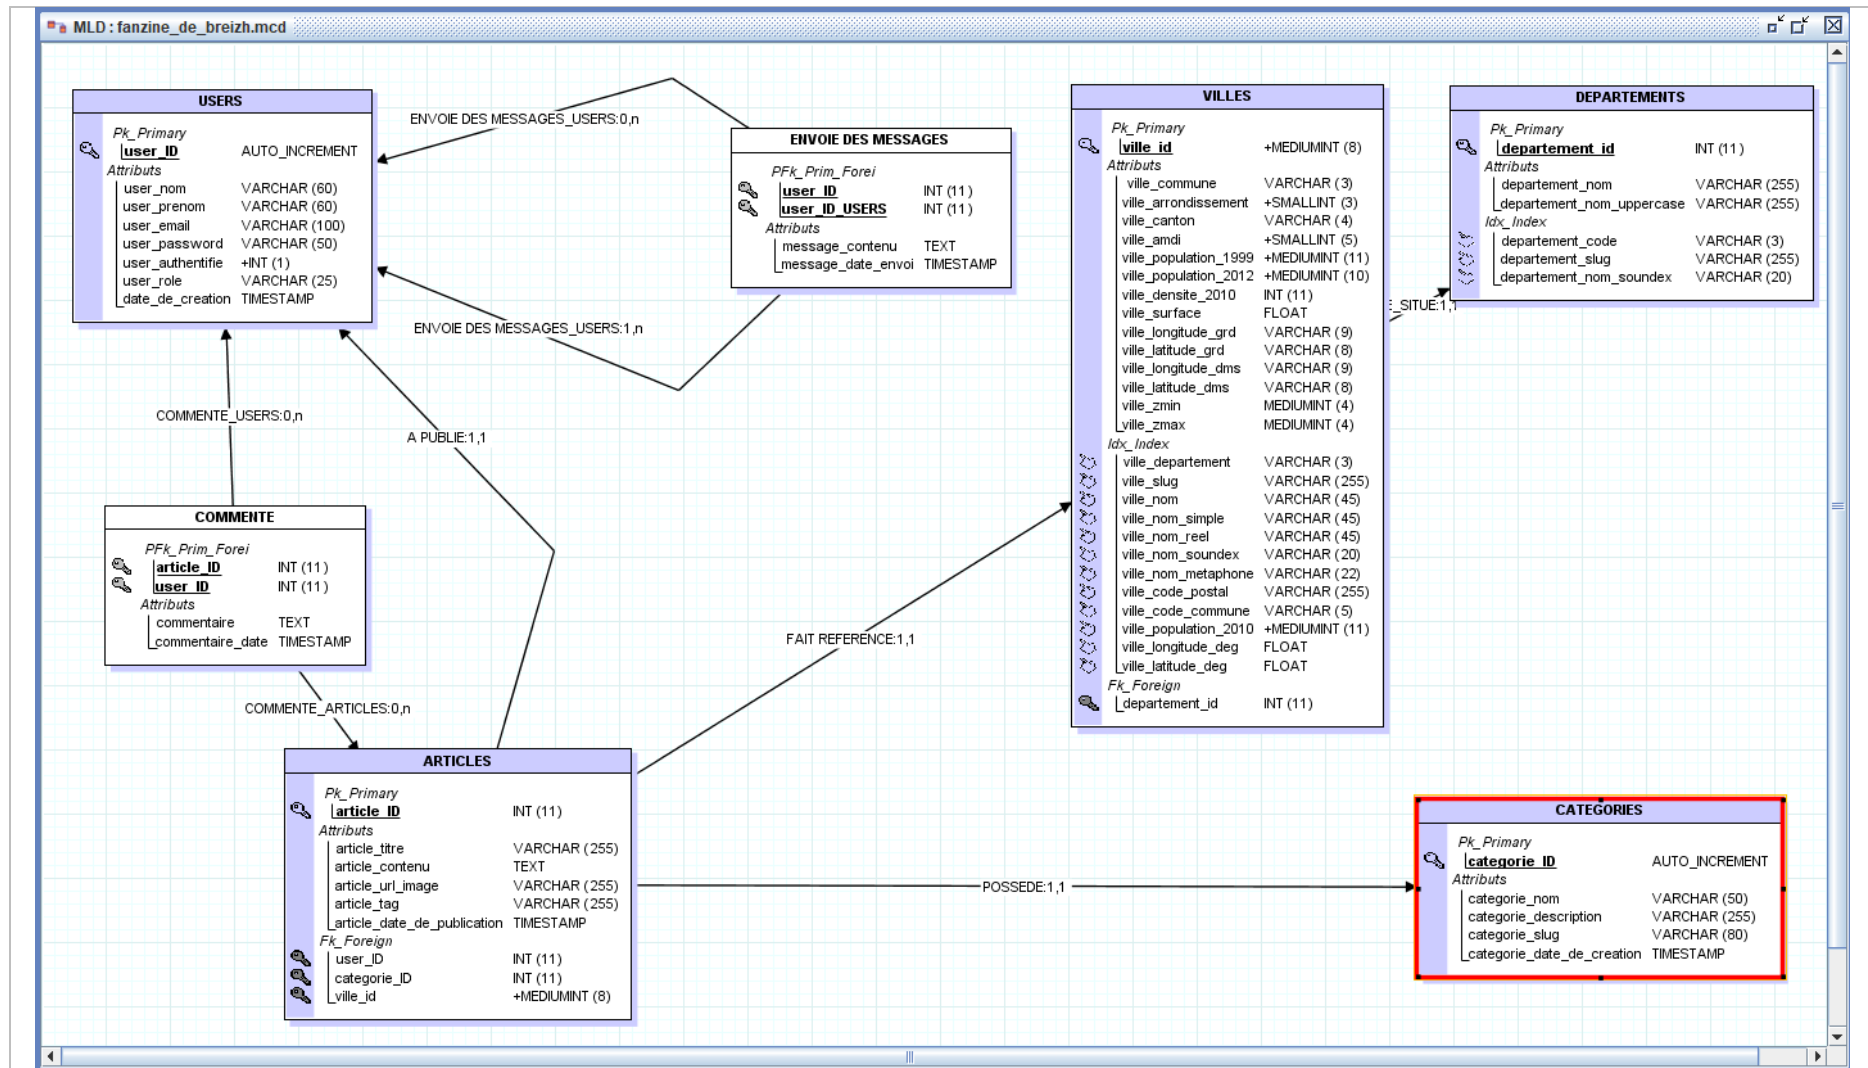 MLD : fanzine_de_breizh.mcd
USERS
Pk_Primary
user_ID AUTO_INCREMENT
Attributs
user_nom VARCHAR (60)
user_prenom VARCHAR (60)
user_email VARCHAR (100)
user_password VARCHAR (50)
user_authentifie +INT (1)
user_role VARCHAR (25)
date_de_creation TIMESTAMP
ENVOIE DES MESSAGES_USERS:0,n
ENVOIE DES MESSAGES
PFk_Prim_Forei
user_ID INT (11)
user_ID_USERS INT (11)
Attributs
message_contenu TEXT
message_date_envoi TIMESTAMP
ENVOIE DES MESSAGES_USERS:1,n
VILLES
Pk_Primary
ville_id +MEDIUMINT (8)
Attributs
ville_commune VARCHAR (3)
ville_arrondissement +SMALLINT (3)
ville_canton VARCHAR (4)
ville_amdi +SMALLINT (5)
ville_population_1999 +MEDIUMINT (11)
ville_population_2012 +MEDIUMINT (10)
ville_densite_2010 INT (11)
ville_surface FLOAT
ville_longitude_grd VARCHAR (9)
ville_latitude_grd VARCHAR (8)
ville_longitude_dms VARCHAR (9)
ville_latitude_dms VARCHAR (8)
ville_zmin MEDIUMINT (4)
ville_zmax MEDIUMINT (4)
Idx_Index
ville_departement VARCHAR (3)
ville_slug VARCHAR (255)
ville_nom VARCHAR (45)
ville_nom_simple VARCHAR (45)
ville_nom_reel VARCHAR (45)
ville_nom_soundex VARCHAR (20)
ville_nom_metaphone VARCHAR (22)
ville_code_postal VARCHAR (255)
ville_code_commune VARCHAR (5)
ville_population_2010 +MEDIUMINT (11)
ville_longitude_deg FLOAT
ville_latitude_deg FLOAT
Fk_Foreign
departement_id INT (11)
DEPARTEMENTS
Pk_Primary
departement_id INT (11)
Attributs
departement_nom VARCHAR (255)
departement_nom_uppercase VARCHAR (255)
Idx_Index
departement_code VARCHAR (3)
departement_slug VARCHAR (255)
departement_nom_soundex VARCHAR (20)
E_SITUE:1,1
COMMENTE_USERS:0,n
A PUBLIE:1,1
COMMENTE
PFk_Prim_Forei
article_ID INT (11)
user_ID INT (11)
Attributs
commentaire TEXT
commentaire_date TIMESTAMP
COMMENTE_ARTICLES:0,n
FAIT REFERENCE:1,1
ARTICLES
Pk_Primary
article_ID INT (11)
Attributs
article_titre VARCHAR (255)
article_contenu TEXT
article_url_image VARCHAR (255)
article_tag VARCHAR (255)
article_date_de_publication TIMESTAMP
Fk_Foreign
user_ID INT (11)
categorie_ID INT (11)
ville_id +MEDIUMINT (8)
POSSEDE:1,1
CATEGORIES
Pk_Primary
categorie_ID AUTO_INCREMENT
Attributs
categorie_nom VARCHAR (50)
categorie_description VARCHAR (255)
categorie_slug VARCHAR (80)
categorie_date_de_creation TIMESTAMP